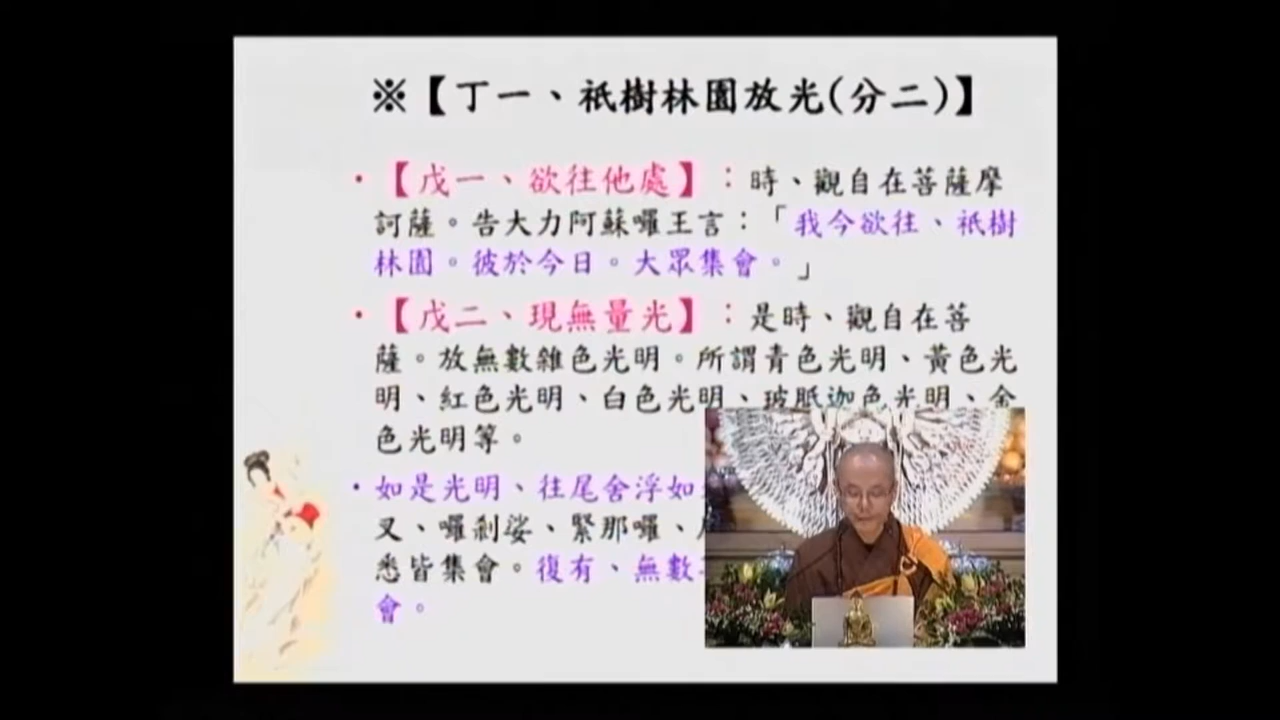 ※【丁一、祇樹林園放光(分二)】
•【戊一、欲往他處】：時、觀自在菩薩摩
訶薩。告大力阿蘇囉王言：「我今欲往、祇樹
林園。彼於今日。大眾集會。」
•【戊二、現無量光】：是時、觀自在菩
薩。放無數雜色光明。所謂青色光明、黃色光
明、紅色光明、白色光明、玻胝迦色光明、金
色光明等。
•如是光明、往尾舍浮如
叉、囉剎娑、緊那囉、
悉皆集會。復有、無數
會。